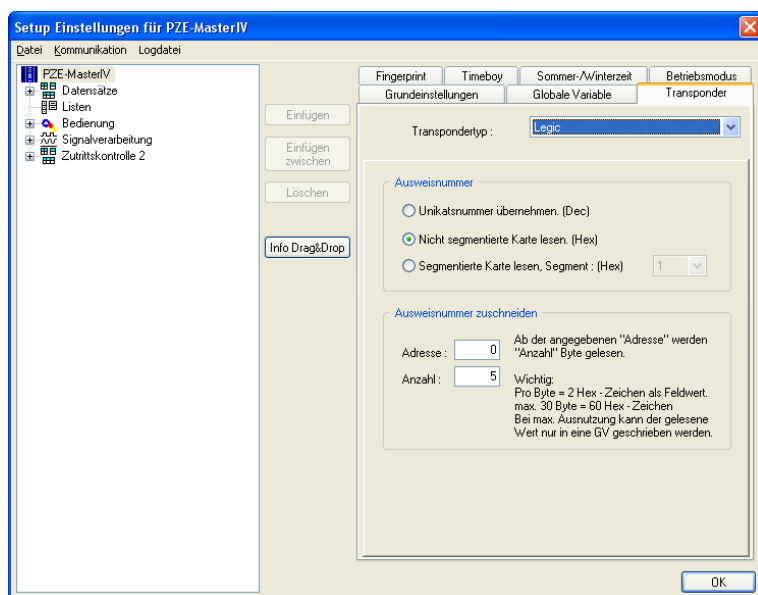 Setup Einstellungen für PZE-MasterIV
Datei Kommunikation Logdatei
PZE-MasterIV
Datensätze
Listen
Bedienung
Signalverarbeitung
Zutrittskontrolle 2
Einfügen
Einfügen
zwischen
Löschen
Info Drag&Drop
Fingerprint Timeboy Sommer-/Winterzeit Betriebsmodus
Grundeinstellungen Globale Variable Transponder
Transpondertyp : Legic
Ausweisnummer
Unikatsnummer übernehmen. (Dec)
Nicht segmentierte Karte lesen. (Hex)
Segmentierte Karte lesen, Segment : (Hex) 1
Ausweisnummer zuschneiden
Adresse : 0
Anzahl : 5
Ab der angegebenen "Adresse" werden
"Anzahl" Byte gelesen.
Wichtig:
Pro Byte = 2 Hex - Zeichen als Feldwert.
max. 30 Byte = 60 Hex - Zeichen
Bei max. Ausnutzung kann der gelesene
Wert nur in eine GV geschrieben werden.
OK